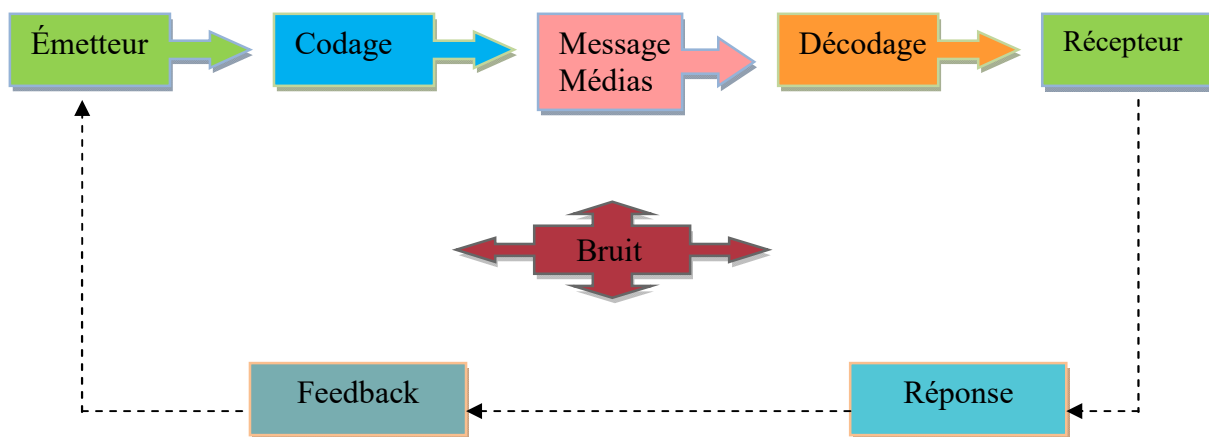 Émetteur
Codage
Message
Médias
Décodage
Récepteur
Bruit
Feedback
Réponse